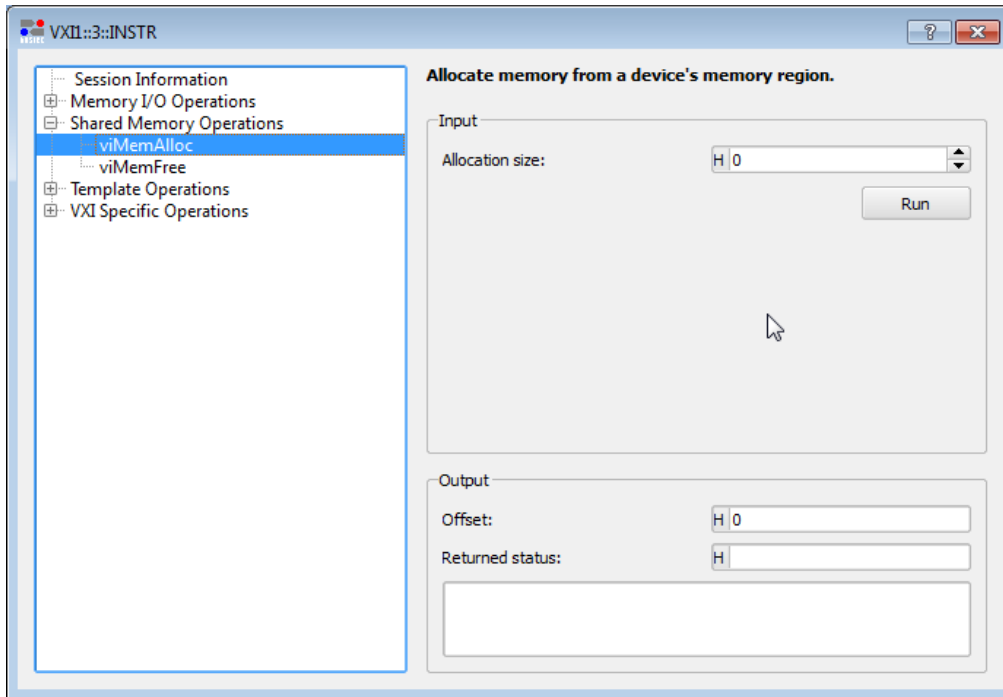 VXI1::3::INSTR
Session Information
Memory I/O Operations
Shared Memory Operations
viMemAlloc
viMemFree
Template Operations
VXI Specific Operations
Allocate memory from a device's memory region.
Input
Allocation size: H 0
Run
Output
Offset: H 0
Returned status: H